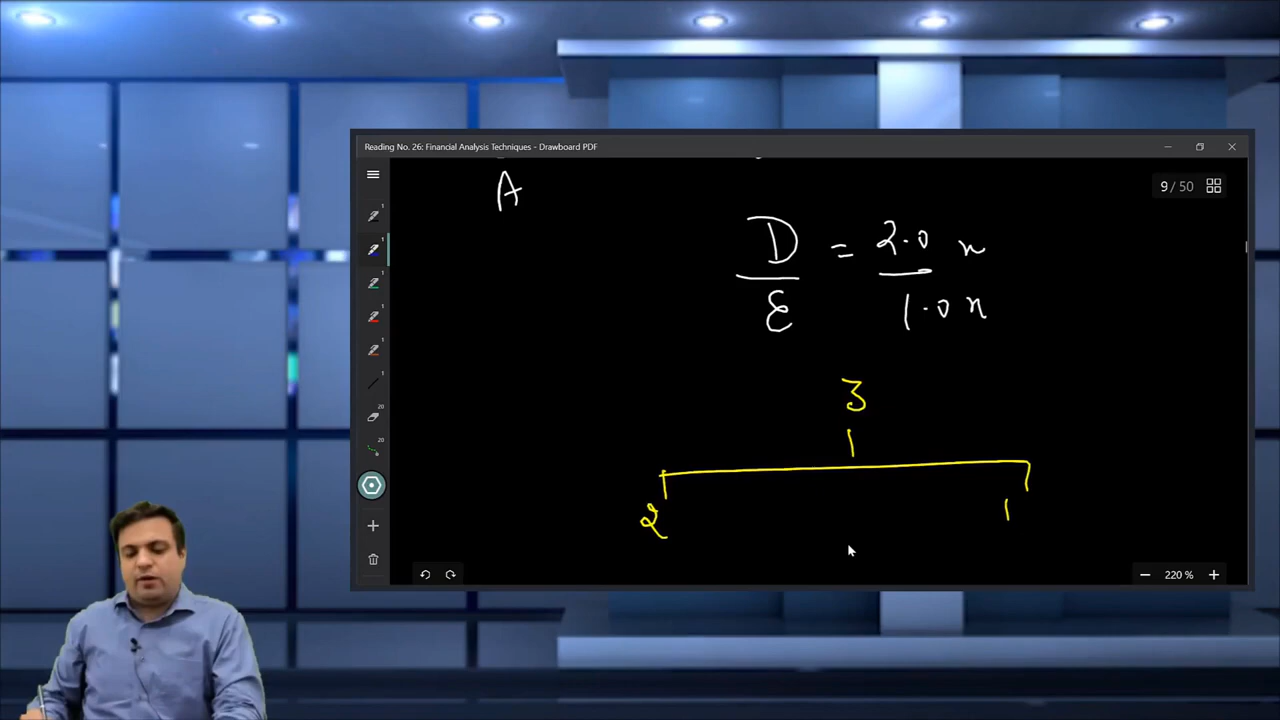 Reading No. 26: Financial Analysis Techniques - Drawboard PDF
9 / 50
A
D = 2.0 x
E 1.0 x
3
2 1
220 %